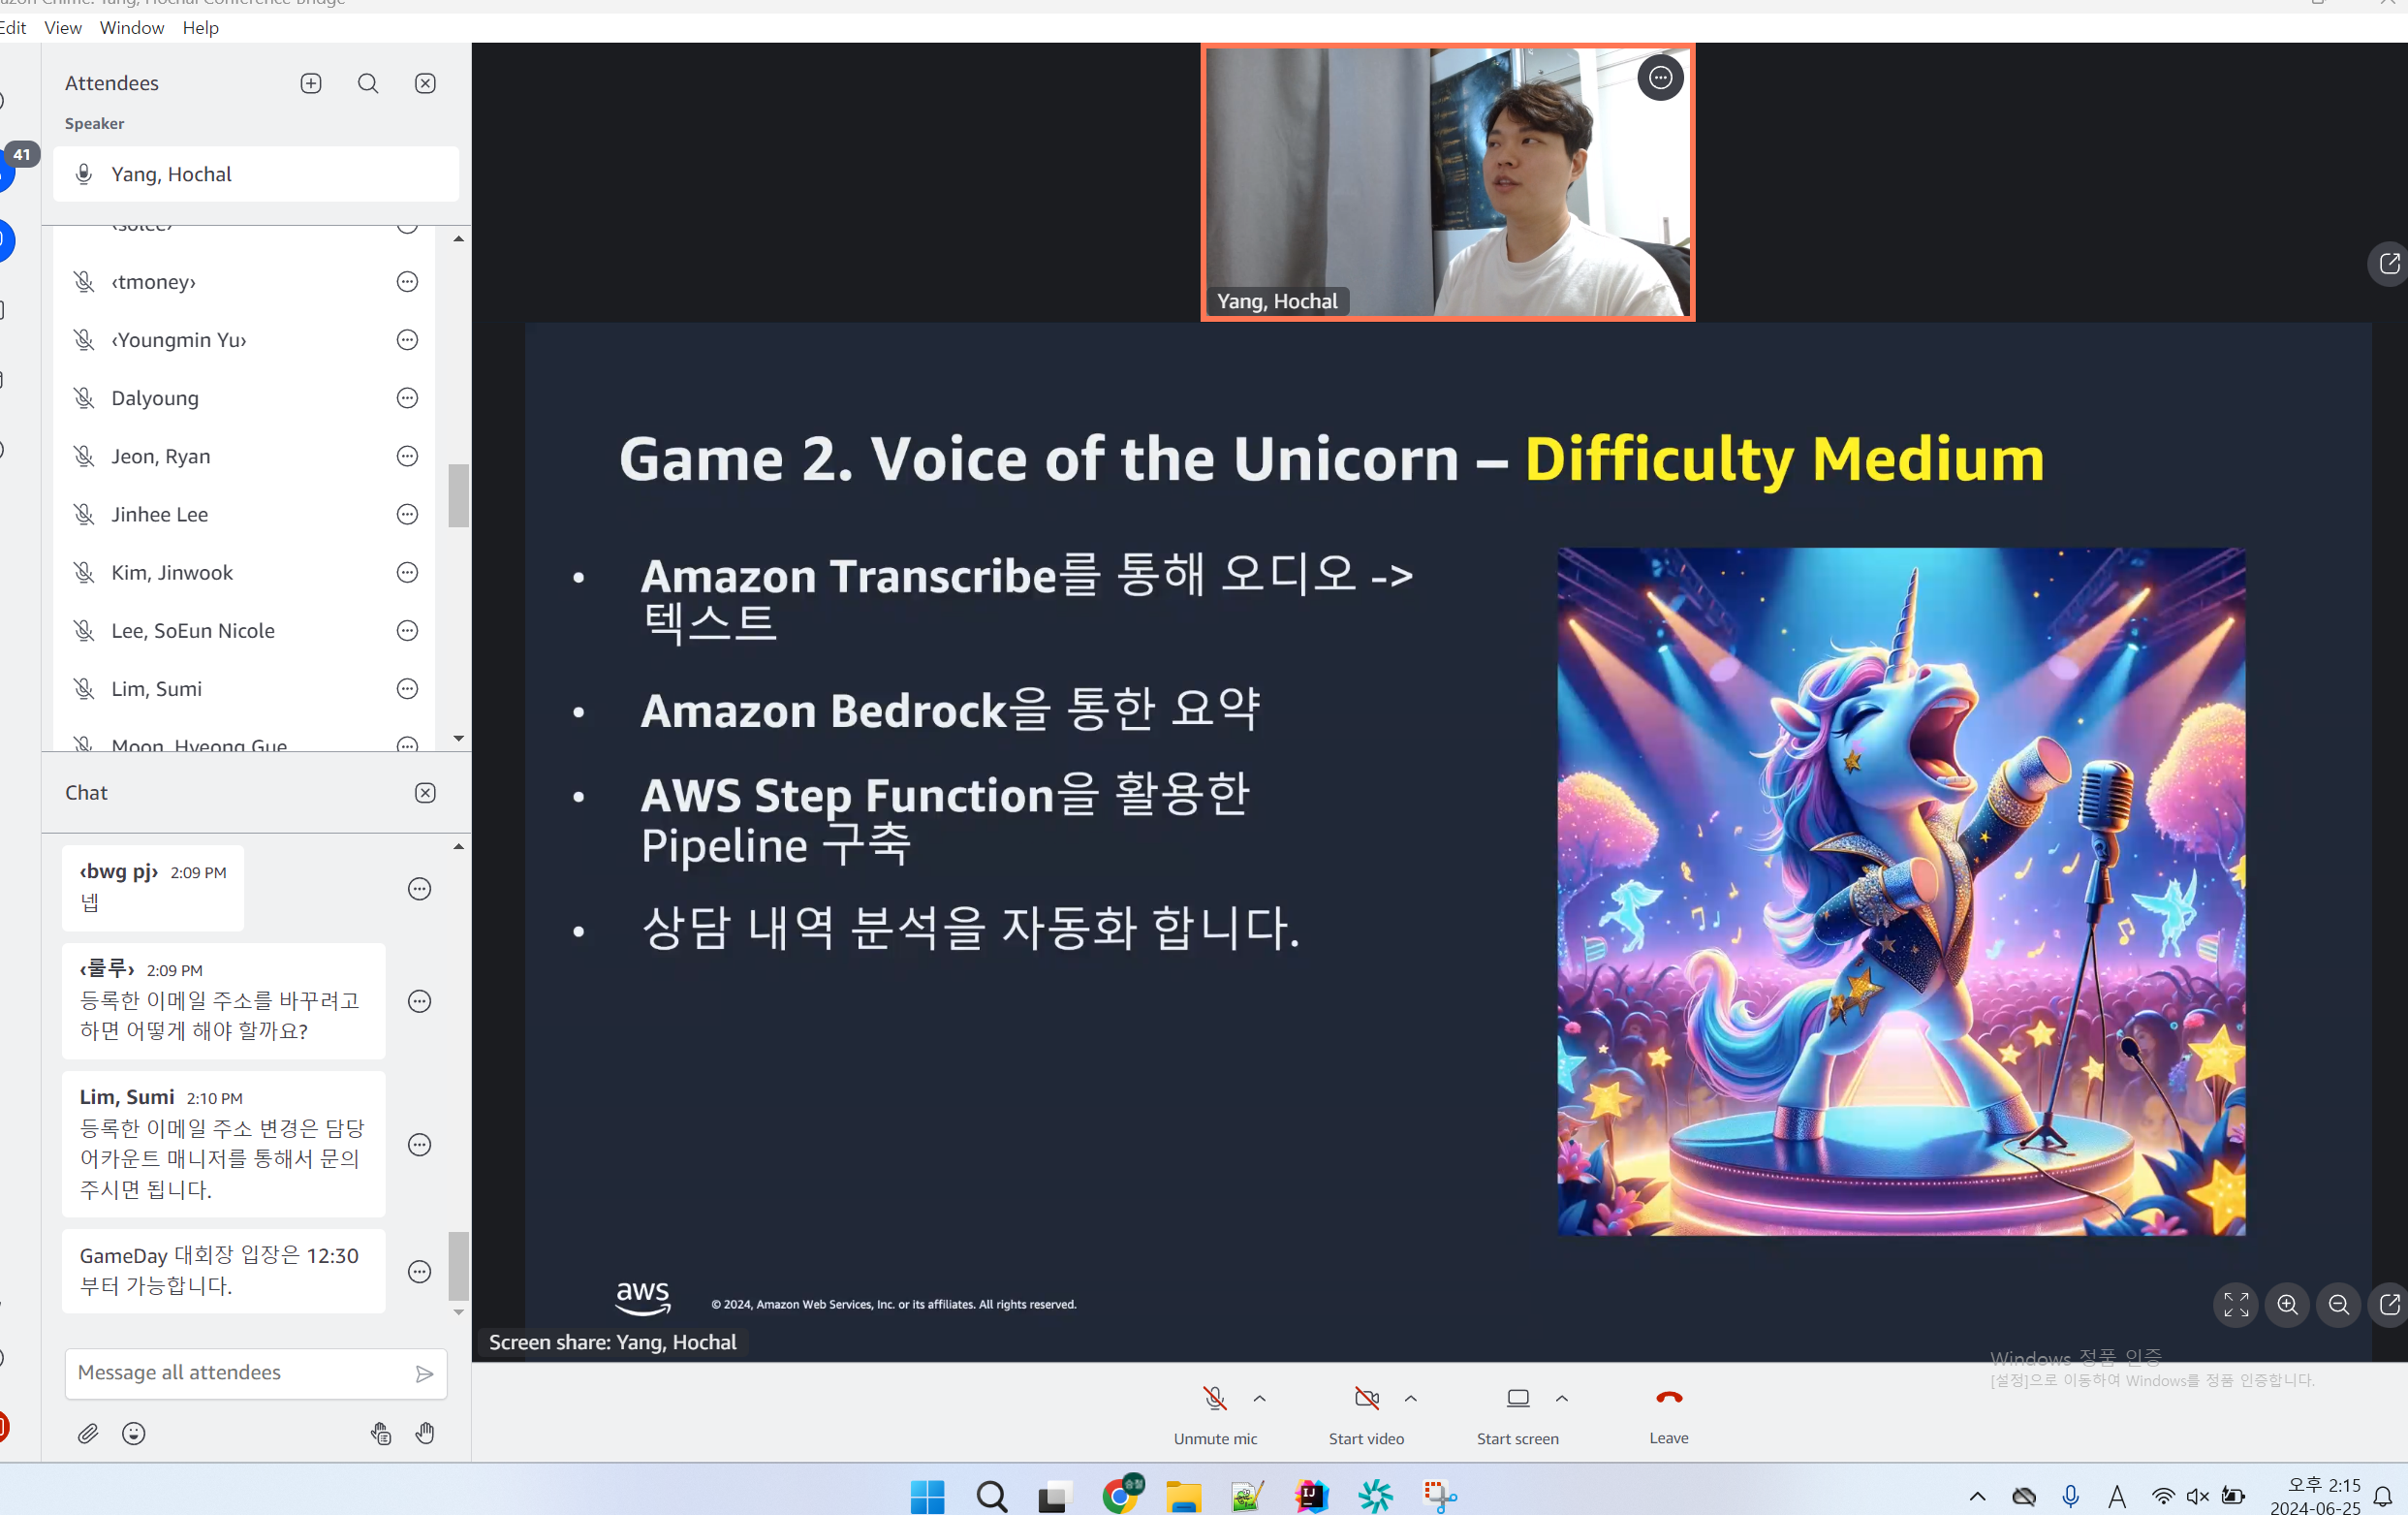 Edit View Window Help
Attendees
Speaker
41
Yang, Hochal
‹tmoney›
‹Youngmin Yu›
Dalyoung
Jeon, Ryan
Jinhee Lee
Kim, Jinwook
Lee, SoEun Nicole
Lim, Sumi
Moon, Hyeong Gue
Chat
‹bwg pj› 2:09 PM
넵
‹룰루› 2:09 PM
등록한 이메일 주소를 바꾸려고
하면 어떻게 해야 할까요?
Lim, Sumi 2:10 PM
등록한 이메일 주소 변경은 담당
어카운트 매니저를 통해서 문의
주시면 됩니다.
GameDay 대회장 입장은 12:30
부터 가능합니다.
Message all attendees
Yang, Hochal
Game 2. Voice of the Unicorn – Difficulty Medium
• Amazon Transcribe를 통해 오디오 ->
텍스트
• Amazon Bedrock을 통한 요약
• AWS Step Function을 활용한
Pipeline 구축
• 상담 내역 분석을 자동화 합니다.
aws
© 2024, Amazon Web Services, Inc. or its affiliates. All rights reserved.
Screen share: Yang, Hochal
Windows 정품 인증
[설정]으로 이동하여 Windows를 정품 인증합니다.
Unmute mic
Start video
Start screen
Leave
승철
IJ
A
오후 2:15
2024-06-25